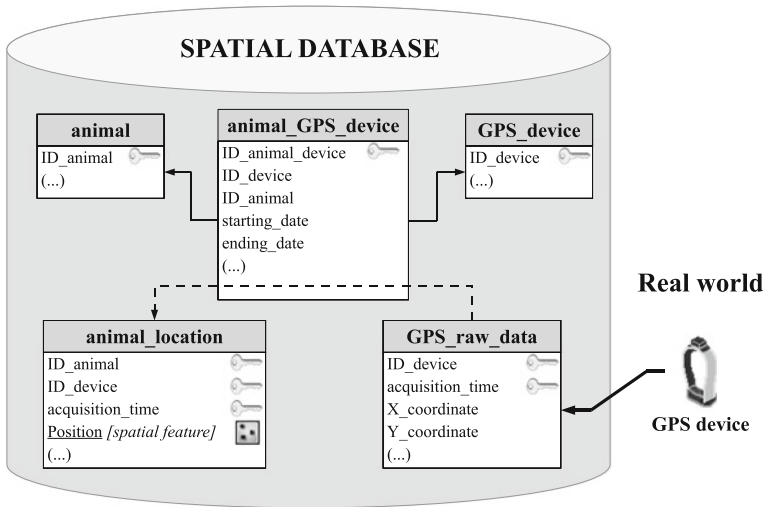 SPATIAL DATABASE
animal
ID_animal
(...)
animal_GPS_device
ID_animal_device
ID_device
ID_animal
starting_date
ending_date
(...)
GPS_device
ID_device
(...)
animal_location
ID_animal
ID_device
acquisition_time
Position [spatial feature]
(...)
GPS_raw_data
ID_device
acquisition_time
X_coordinate
Y_coordinate
(...)
Real world
GPS device